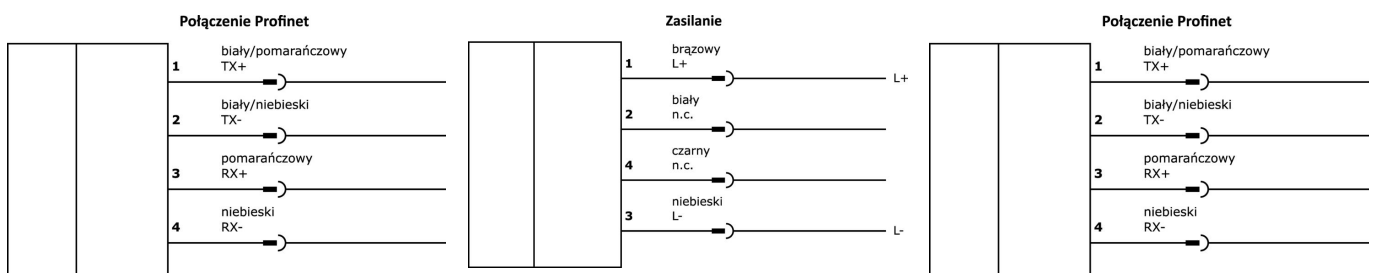 Połączenie Profinet
biały/pomarańczowy
1 TX+
biały/niebieski
2 TX-
pomarańczowy
3 RX+
niebieski
4 RX-
Zasilanie
brązowy
1 L+
L+
biały
2 n.c.
czarny
4 n.c.
niebieski
3 L-
L-
Połączenie Profinet
biały/pomarańczowy
1 TX+
biały/niebieski
2 TX-
pomarańczowy
3 RX+
niebieski
4 RX-